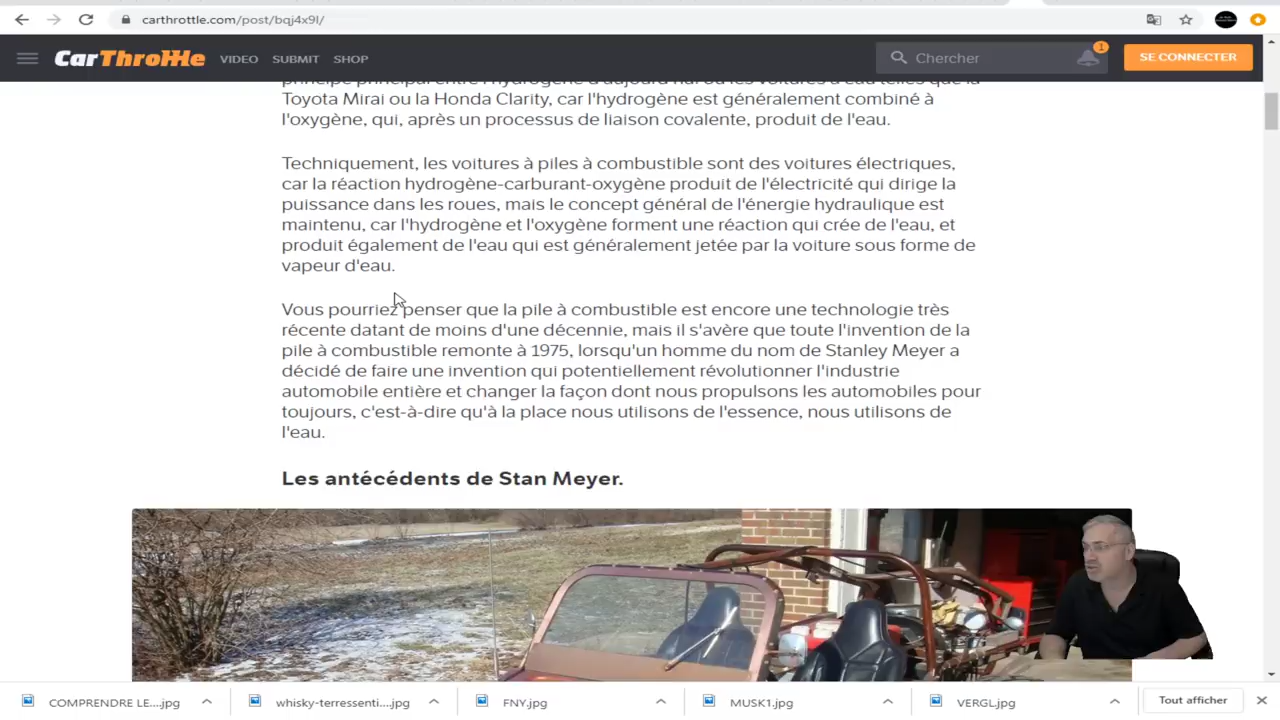 carthrottle.com/post/bqj4x9l/
CarThrottle VIDEO SUBMIT SHOP Chercher 1 SE CONNECTER
principe principal entre l'hydrogène d'aujourd'hui ou les voitures à eau telles que la
Toyota Mirai ou la Honda Clarity, car l'hydrogène est généralement combiné à
l'oxygène, qui, après un processus de liaison covalente, produit de l'eau.
Techniquement, les voitures à piles à combustible sont des voitures électriques,
car la réaction hydrogène-carburant-oxygène produit de l'électricité qui dirige la
puissance dans les roues, mais le concept général de l'énergie hydraulique est
maintenu, car l'hydrogène et l'oxygène forment une réaction qui crée de l'eau, et
produit également de l'eau qui est généralement jetée par la voiture sous forme de
vapeur d'eau.
Vous pourriez penser que la pile à combustible est encore une technologie très
récente datant de moins d'une décennie, mais il s'avère que toute l'invention de la
pile à combustible remonte à 1975, lorsqu'un homme du nom de Stanley Meyer a
décidé de faire une invention qui potentiellement révolutionner l'industrie
automobile entière et changer la façon dont nous propulsons les automobiles pour
toujours, c'est-à-dire qu'à la place nous utilisons de l'essence, nous utilisons de
l'eau.
Les antécédents de Stan Meyer.
COMPRENDRE LE....jpg whisky-terressenti....jpg FNY.jpg MUSK1.jpg VERGL.jpg Tout afficher